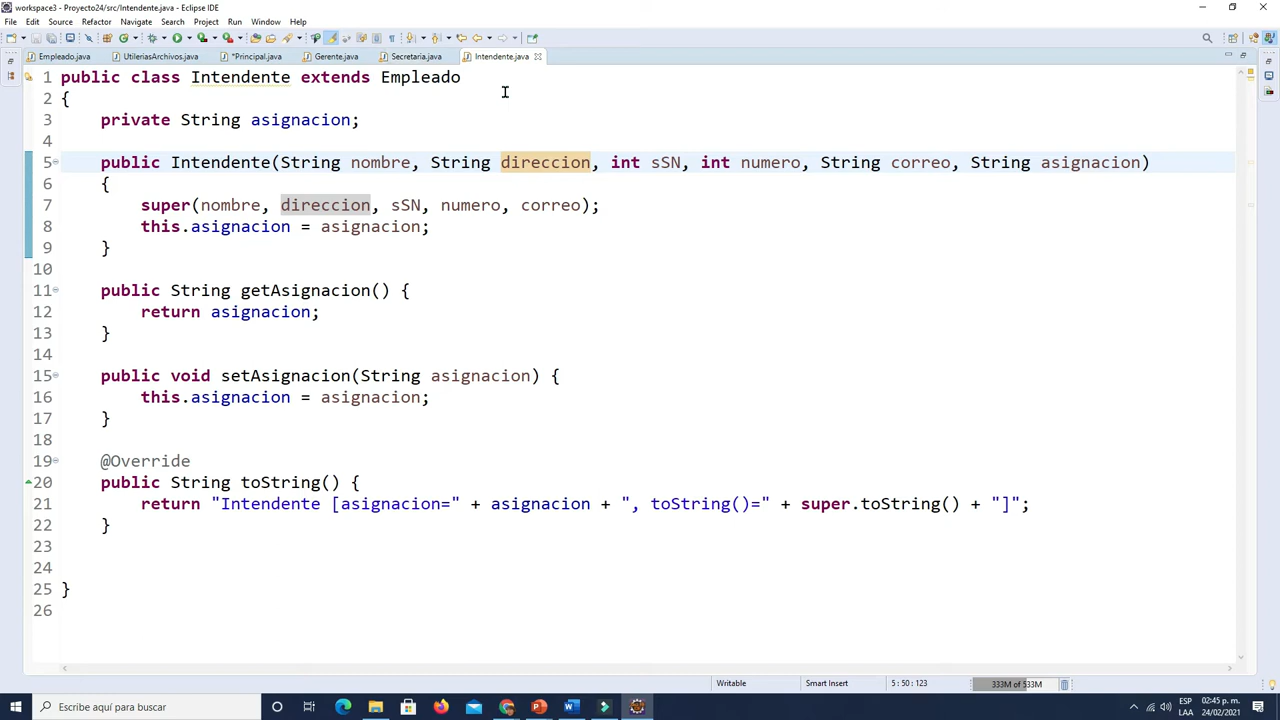 workspace3 - Proyecto24/src/Intendente.java - Eclipse IDE
File Edit Source Refactor Navigate Search Project Run Window Help
Empleado.java UtileriasArchivos.java *Principal.java Gerente.java Secretaria.java Intendente.java
1 public class Intendente extends Empleado
2 {
3 private String asignacion;
4
5 public Intendente(String nombre, String direccion, int sSN, int numero, String correo, String asignacion)
6 {
7 super(nombre, direccion, sSN, numero, correo);
8 this.asignacion = asignacion;
9 }
10
11 public String getAsignacion() {
12 return asignacion;
13 }
14
15 public void setAsignacion(String asignacion) {
16 this.asignacion = asignacion;
17 }
18
19 @Override
20 public String toString() {
21 return "Intendente [asignacion=" + asignacion + ", toString()=" + super.toString() + "]";
22 }
23
24
25 }
26
Writable Smart Insert 5 : 50 : 123 333M of 533M
Escribe aquí para buscar
ESP 02:45 p. m.
LAA 24/02/2021